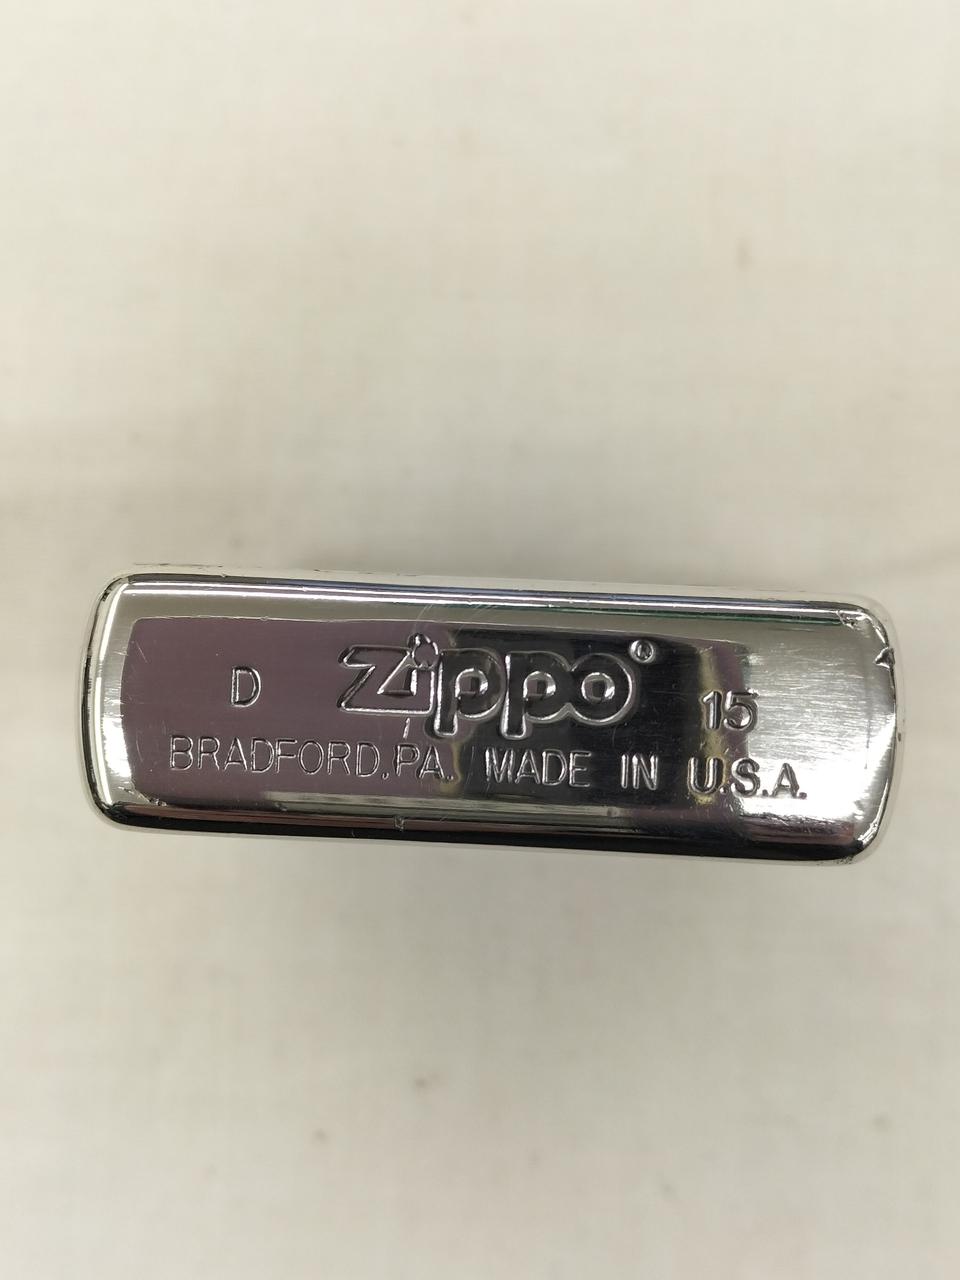 D Zippo® 15
BRADFORD, PA. MADE IN U.S.A.